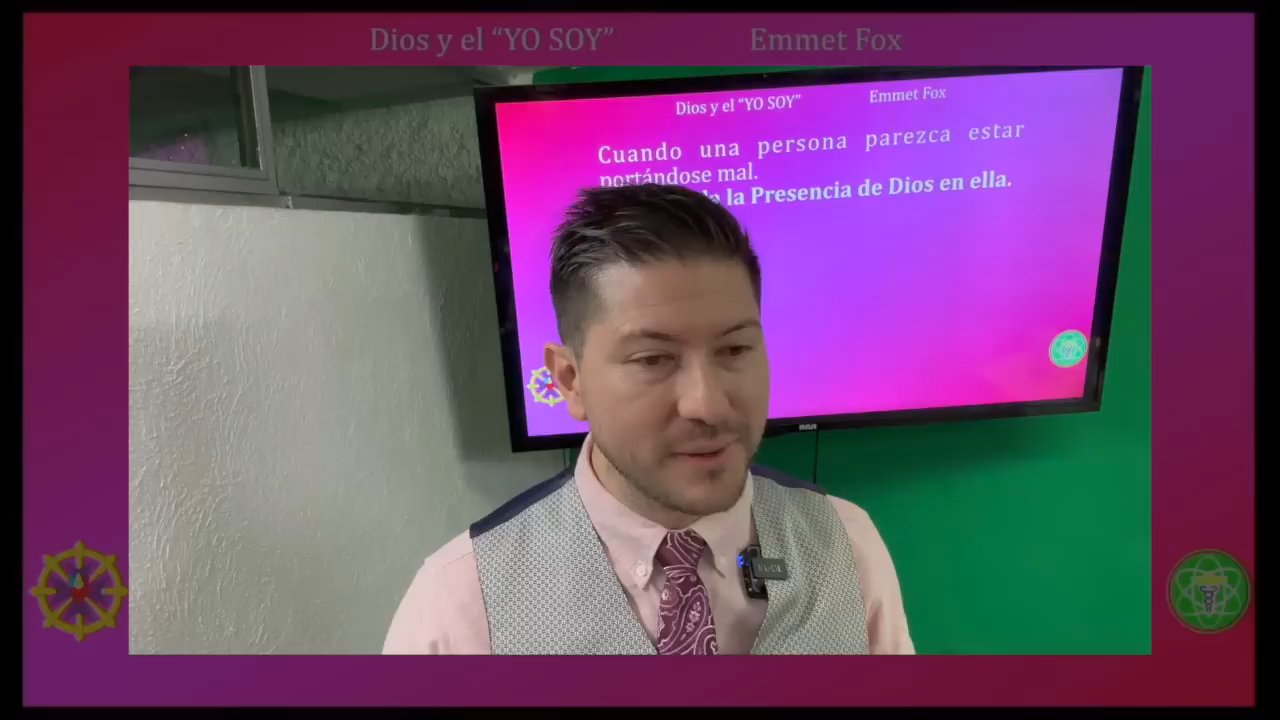 Dios y el “YO SOY” Emmet Fox
Dios y el “YO SOY” Emmet Fox
Cuando una persona parezca estar
portándose mal.
la Presencia de Dios en ella.
RCA
RODE